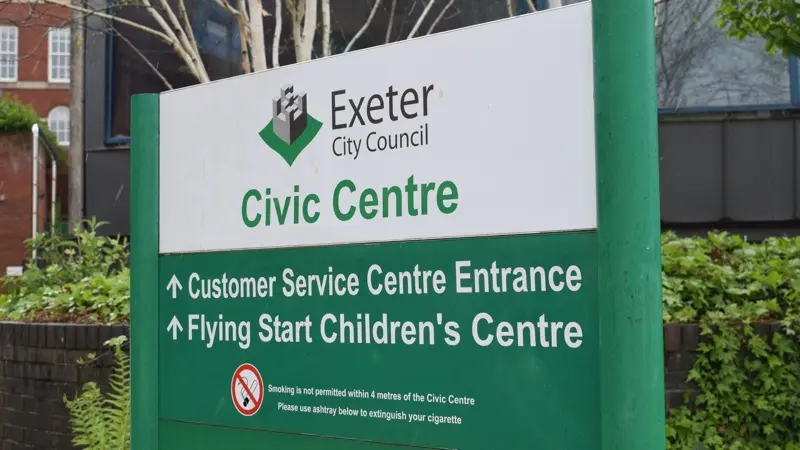 Exeter
City Council
Civic Centre
↑ Customer Service Centre Entrance
↑ Flying Start Children's Centre
Smoking is not permitted within 4 metres of the Civic Centre
Please use ashtray below to extinguish your cigarette